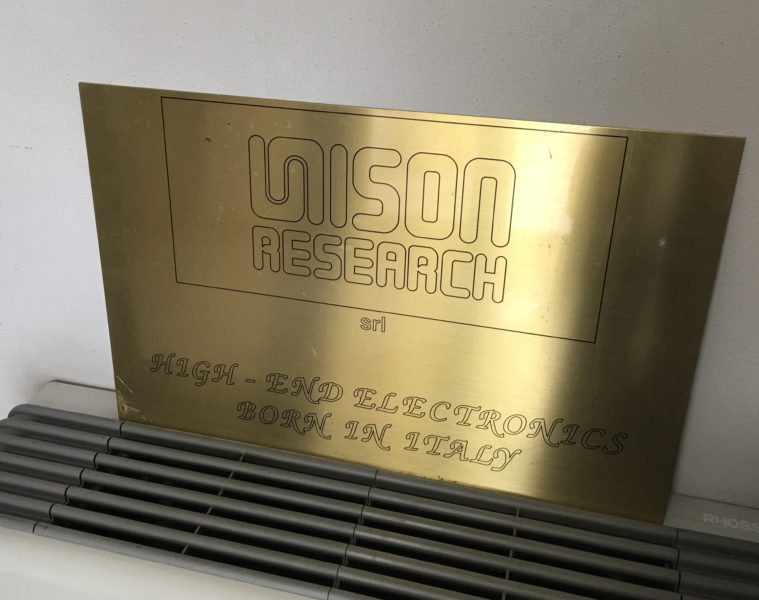 UNISON
RESEARCH
srl
HIGH - END ELECTRONICS
BORN IN ITALY